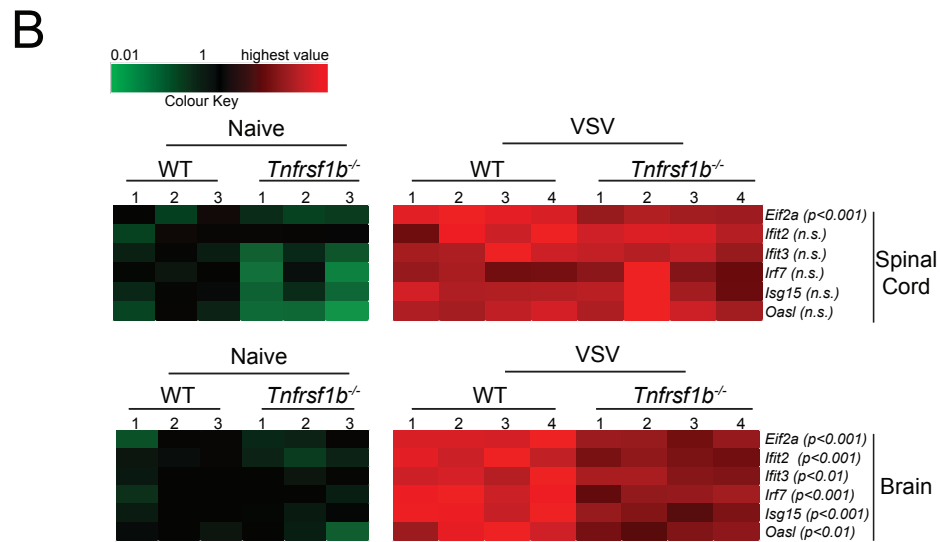 B
0.01 1 highest value
Colour Key
Naive VSV
WT Tnfrsf1b-/- WT Tnfrsf1b-/-
1 2 3 1 2 3 1 2 3 4 1 2 3 4
Eif2a (p<0.001)
Ifit2 (n.s.)
Ifit3 (n.s.)
Irf7 (n.s.)
Isg15 (n.s.)
Oasl (n.s.)
Spinal
Cord
Naive VSV
WT Tnfrsf1b-/- WT Tnfrsf1b-/-
1 2 3 1 2 3 1 2 3 4 1 2 3 4
Eif2a (p<0.001)
Ifit2 (p<0.001)
Ifit3 (p<0.01)
Irf7 (p<0.001)
Isg15 (p<0.001)
Oasl (p<0.01)
Brain